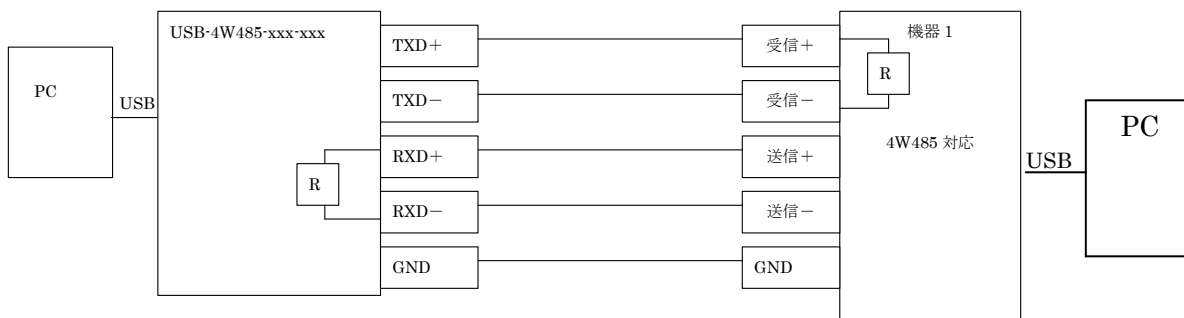 USB-4W485-xxx-xxx
PC
USB
TXD+
TXD−
RXD+
RXD−
GND
R
受信+
受信−
送信+
送信−
GND
機器 1
R
4W485 対応
USB
PC